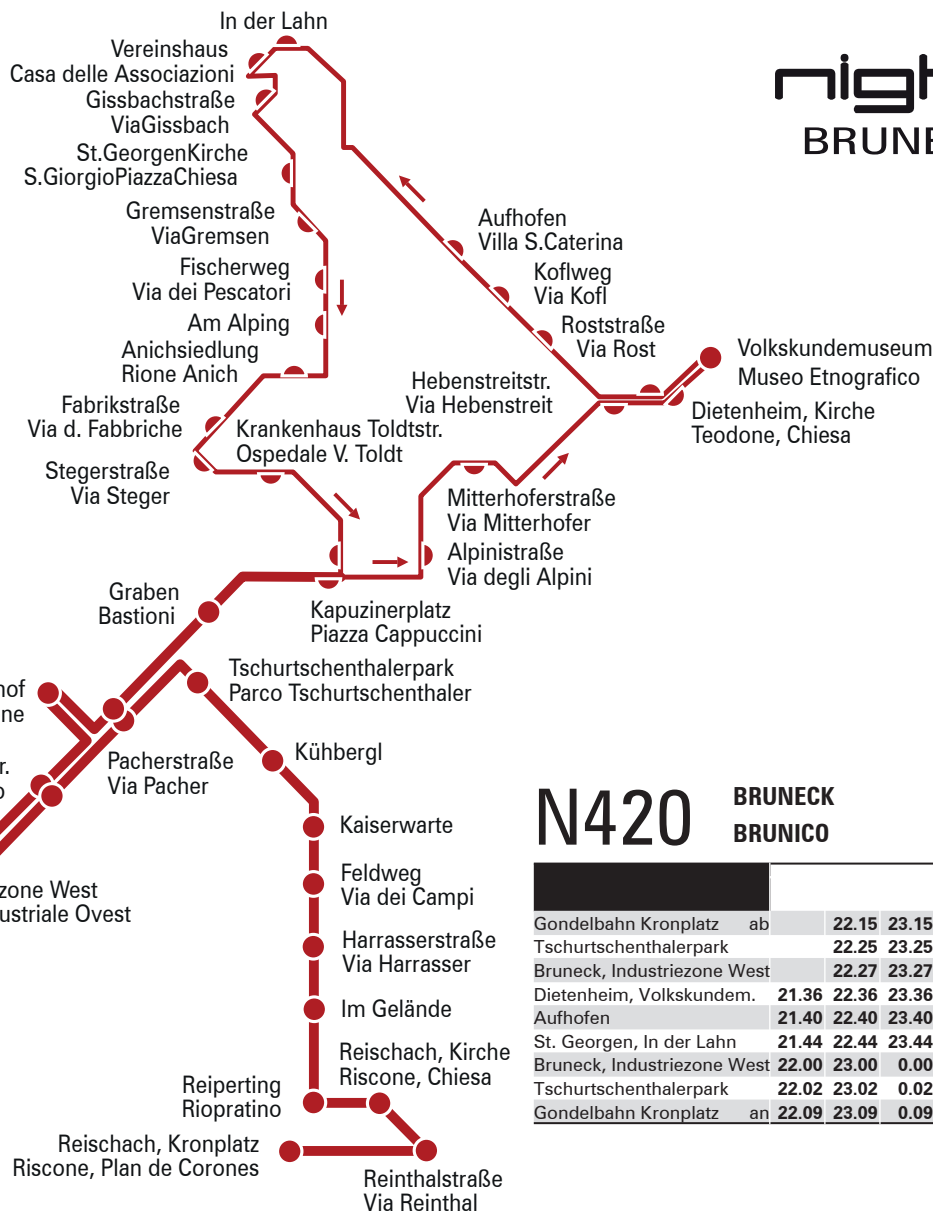 In der Lahn
Vereinshaus
Casa delle Associazioni
Gissbachstraße
ViaGissbach
St.GeorgenKirche
S.GiorgioPiazzaChiesa
Gremsenstraße
ViaGremsen
Fischerweg
Via dei Pescatori
Am Alping
Anichsiedlung
Rione Anich
Fabrikstraße
Via d. Fabbriche
Stegerstraße
Via Steger
Krankenhaus Toldtstr.
Ospedale V. Toldt
nigh
BRUNE
Aufhofen
Villa S.Caterina
Koflweg
Via Kofl
Roststraße
Via Rost
Hebenstreitstr.
Via Hebenstreit
Volkskundemuseum
Museo Etnografico
Dietenheim, Kirche
Teodone, Chiesa
Mitterhoferstraße
Via Mitterhofer
Alpinistraße
Via degli Alpini
Kapuzinerplatz
Piazza Cappuccini
Graben
Bastioni
Tschurtschenthalerpark
Parco Tschurtschenthaler
hof
ne
r.
o
Pacherstraße
Via Pacher
zone West
ustriale Ovest
Kühbergl
Kaiserwarte
Feldweg
Via dei Campi
Harrasserstraße
Via Harrasser
Im Gelände
Reischach, Kirche
Riscone, Chiesa
Reiperting
Riopratino
Reischach, Kronplatz
Riscone, Plan de Corones
Reinthalstraße
Via Reinthal
N420
BRUNECK
BRUNICO
Gondelbahn Kronplatz ab 22.15 23.15
Tschurtschenthalerpark 22.25 23.25
Bruneck, Industriezone West 22.27 23.27
Dietenheim, Volkskundem. 21.36 22.36 23.36
Aufhofen 21.40 22.40 23.40
St. Georgen, In der Lahn 21.44 22.44 23.44
Bruneck, Industriezone West 22.00 23.00 0.00
Tschurtschenthalerpark 22.02 23.02 0.02
Gondelbahn Kronplatz an 22.09 23.09 0.09